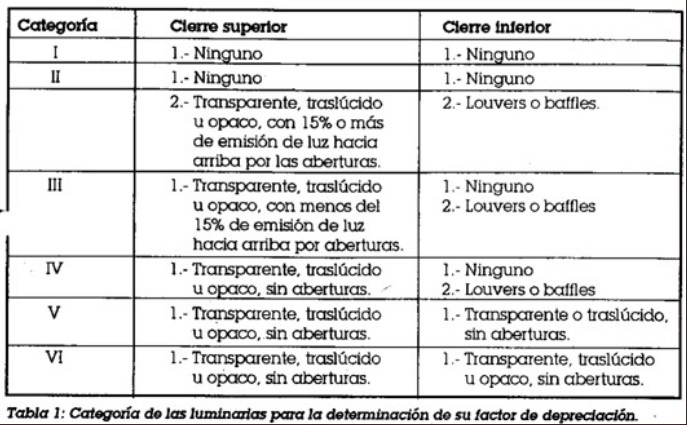 Categoría Cierre superior Cierre inferior
I 1.- Ninguno 1.- Ninguno
II 1.- Ninguno 1.- Ninguno
2.- Transparente, traslúcido 2.- Louvers o baffles.
u opaco, con 15% o más
de emisión de luz hacia
arriba por las aberturas.
III 1.- Transparente, traslúcido 1.- Ninguno
u opaco, con menos del 2.- Louvers o baffles
15% de emisión de luz
hacia arriba por aberturas.
IV 1.- Transparente, traslúcido 1.- Ninguno
u opaco, sin aberturas. 2.- Louvers o baffles
V 1.- Transparente, traslúcido 1.- Transparente o traslúcido,
u opaco, sin aberturas. sin aberturas.
VI 1.- Transparente, traslúcido 1.- Transparente, traslúcido
u opaco, sin aberturas. u opaco, sin aberturas.
Tabla 1: Categoría de las luminarias para la determinación de su factor de depreciación.